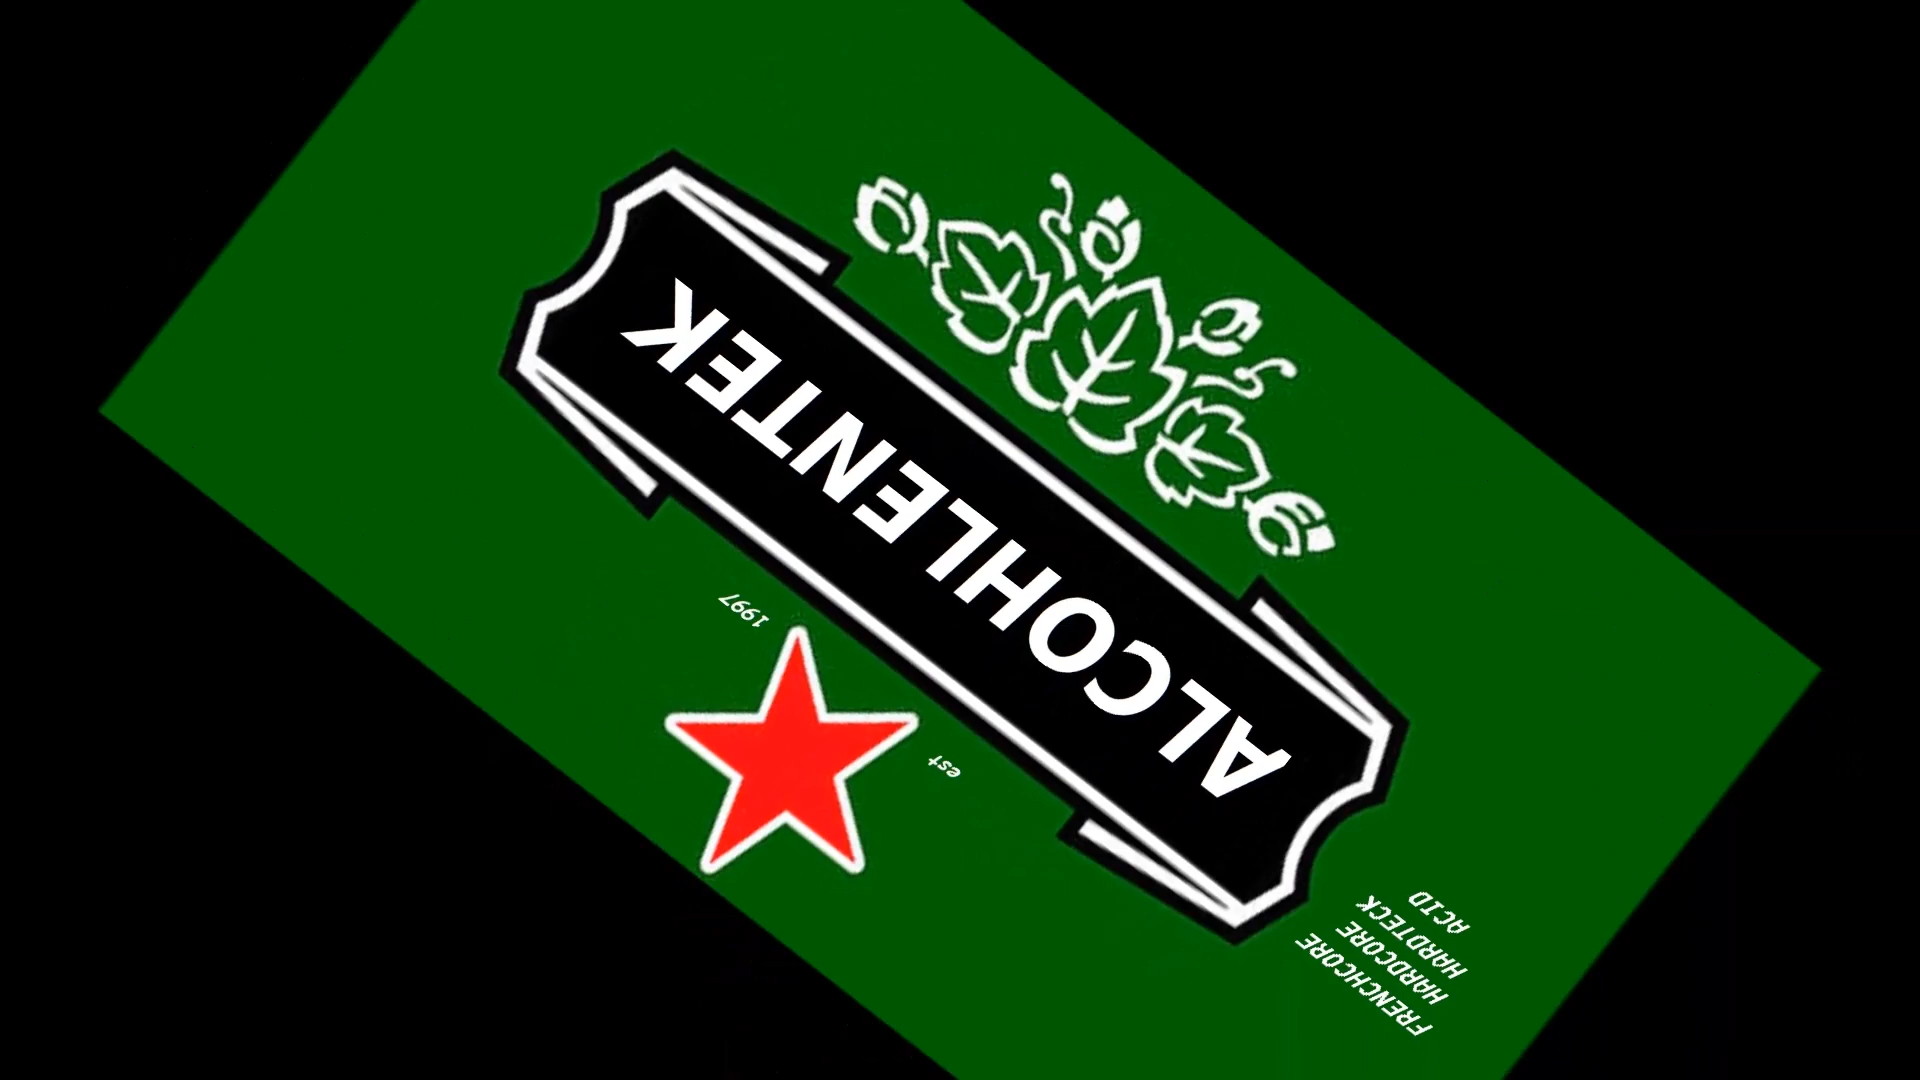 est 1997
FRENCHCORE
HARDCORE
HARDTECK
ACID
ALCOHLENTEK